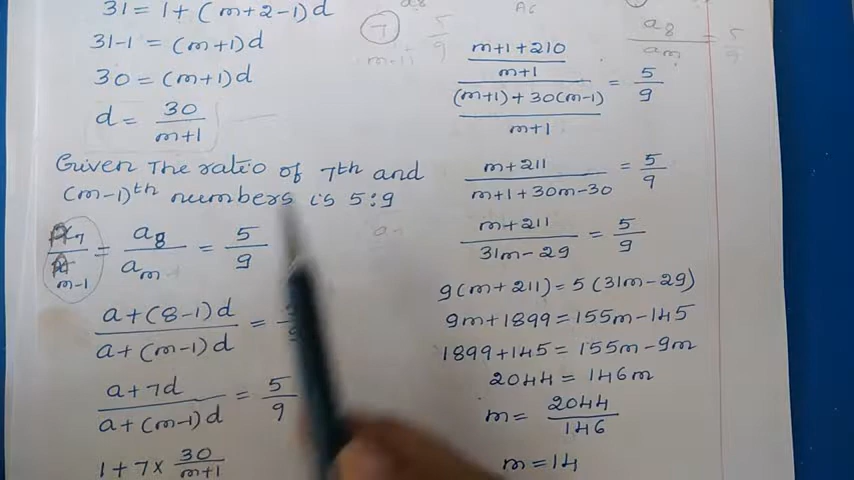 31 = 1 + (m+2-1)d
31-1 = (m+1)d
30 = (m+1)d
d = 30/m+1
Given The ratio of 7th and
(m-1)th numbers is 5:9
A7/Am-1 = a8/am = 5/9
a+(8-1)d/a+(m-1)d =
a+7d/a+(m-1)d = 5/9
1+7× 30/m+1
m+1+210/m+1/(m+1)+30(m-1)/m+1 = 5/9
m+211/m+1+30m-30 = 5/9
m+211/31m-29 = 5/9
9(m+211) = 5(31m-29)
9m+1899 = 155m-145
1899+145 = 155m-9m
2044 = 146m
m = 2044/146
m = 14